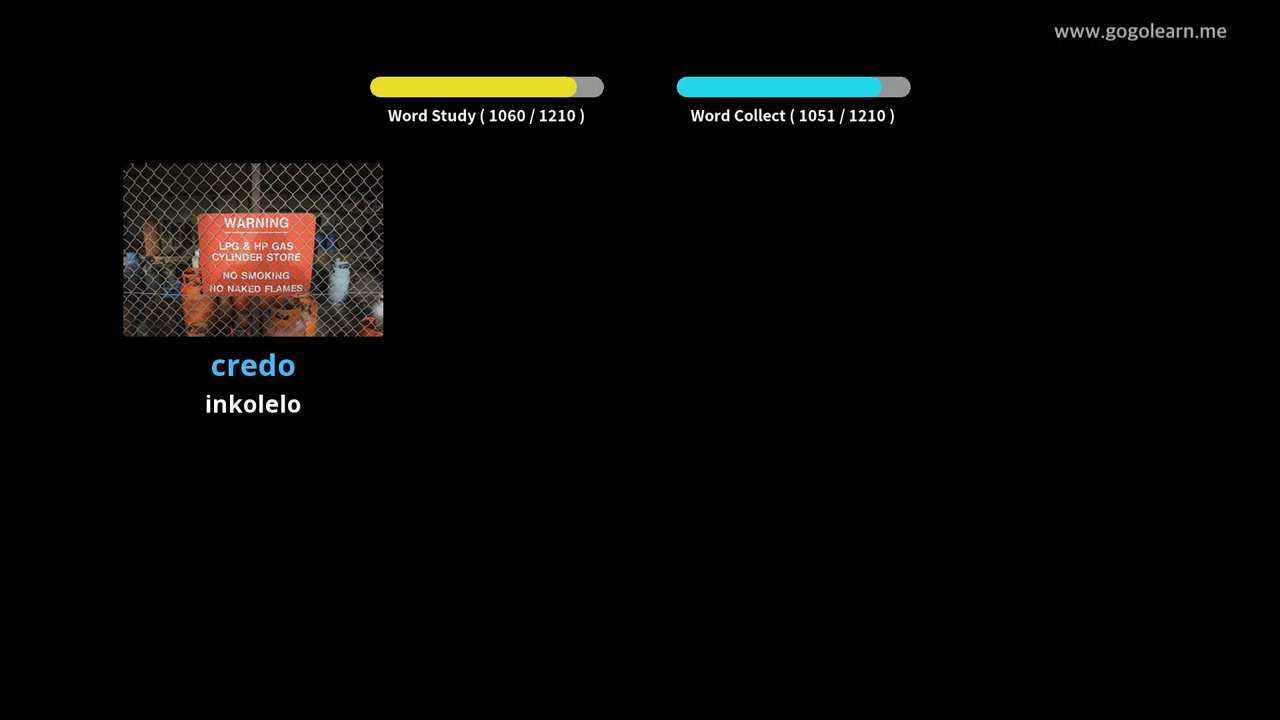 www.gogolearn.me
Word Study ( 1060 / 1210 )
Word Collect ( 1051 / 1210 )
WARNING
LPG & HP GAS
CYLINDER STORE
NO SMOKING
NO NAKED FLAMES
credo
inkolelo